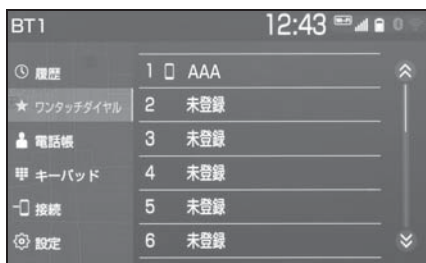 BT1 12:43
履歴
ワンタッチダイヤル
電話帳
キーパッド
接続
設定
1 AAA
2 未登録
3 未登録
4 未登録
5 未登録
6 未登録